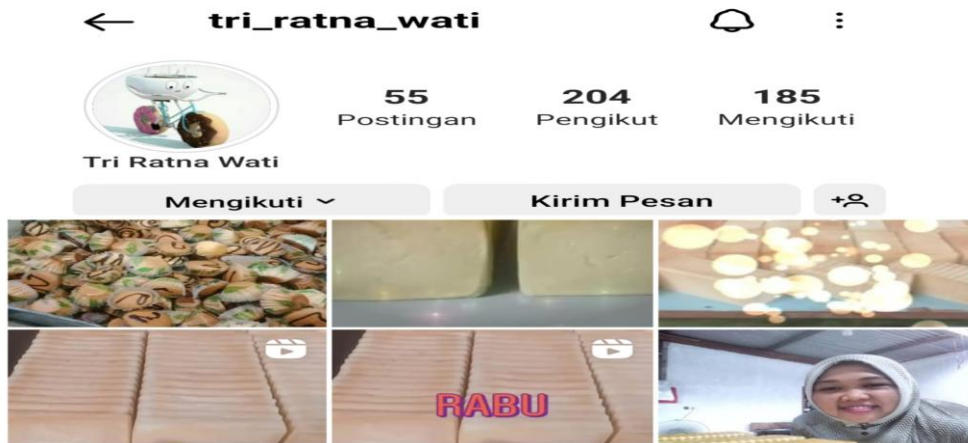 tri_ratna_wati
55 204 185
Postingan Pengikut Mengikuti
Tri Ratna Wati
Mengikuti Kirim Pesan
RABU